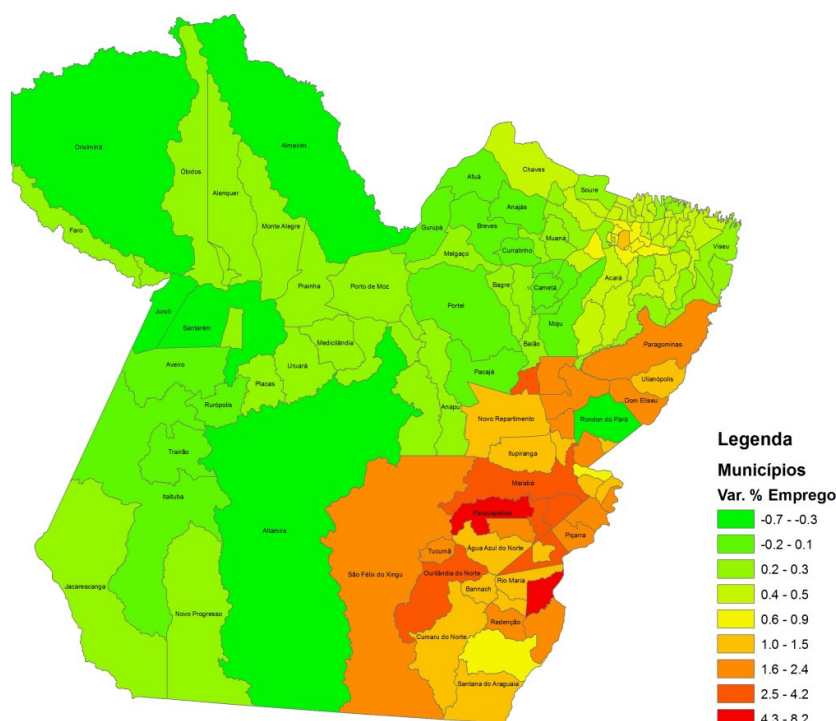 Oriximiná
Almeirim
Óbidos
Alenquer
Chaves
Afuá
Soure
Faro
Monte Alegre
Anajás
Gurupá
Breves
Muaná
Viseu
Melgaço
Curralinho
Acará
Prainha
Porto de Moz
Bagre
Cametá
Juruti
Portel
Santarém
Moju
Medicilândia
Baião
Paragominas
Aveiro
Uruará
Placas
Pacajá
Ulianópolis
Rurópolis
Anapu
Dom Eliseu
Novo Repartimento
Rondon do Pará
Trairão
Itupiranga
Itaituba
Marabá
Altamira
Parauapebas
Piçarra
Água Azul do Norte
Tucumã
São Félix do Xingu
Ourilândia do Norte
Jacareacanga
Rio Maria
Bannach
Novo Progresso
Redenção
Cumaru do Norte
Santana do Araguaia
Legenda
Municípios
Var. % Emprego
-0.7 - -0.3
-0.2 - 0.1
0.2 - 0.3
0.4 - 0.5
0.6 - 0.9
1.0 - 1.5
1.6 - 2.4
2.5 - 4.2
4.3 - 8.2